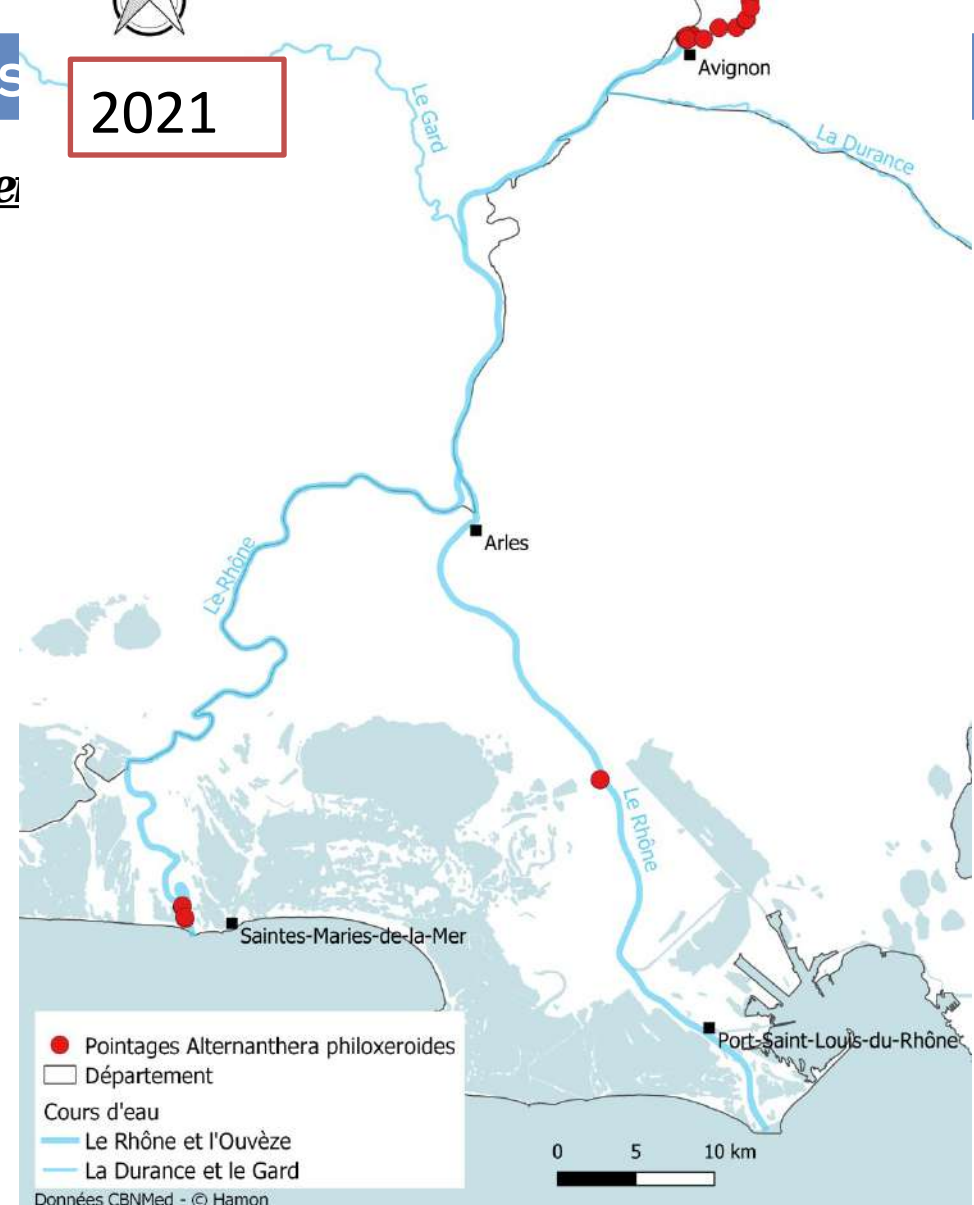 S
2021
er
Avignon
Le Gard
La Durance
Arles
Le Rhône
Le Rhône
Saintes-Maries-de-la-Mer
Port-Saint-Louis-du-Rhône
Pointages Alternanthera philoxeroides
Département
Cours d'eau
Le Rhône et l'Ouvèze
La Durance et le Gard
0 5 10 km
Données CBNMed - © Hamon